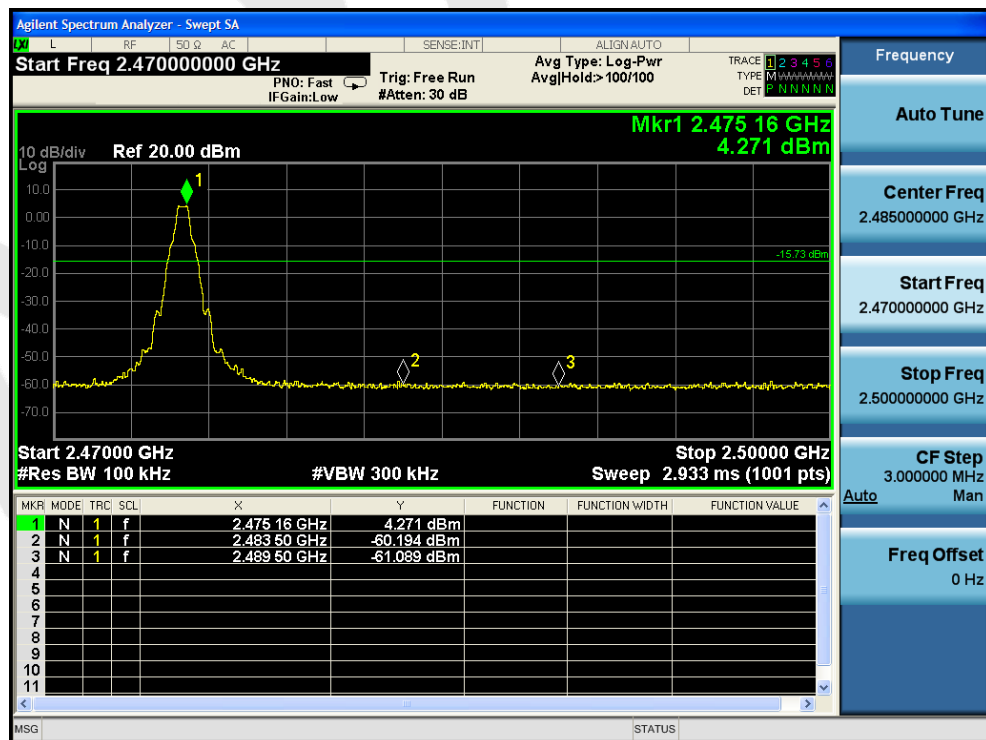 Agilent Spectrum Analyzer - Swept SA
LXI L RF 50 Ω AC SENSE:INT ALIGN AUTO
Start Freq 2.470000000 GHz
PNO: Fast
IFGain:Low
Trig: Free Run
#Atten: 30 dB
Avg Type: Log-Pwr
Avg|Hold:>100/100
TRACE 1 2 3 4 5 6
TYPE M
DET P N N N N N
Mkr1 2.475 16 GHz
4.271 dBm
10 dB/div Ref 20.00 dBm
Log
10.0
0.00
-10.0
-20.0
-30.0
-40.0
-50.0
-60.0
-70.0
1
-15.73 dBm
2
3
Start 2.47000 GHz Stop 2.50000 GHz
#Res BW 100 kHz #VBW 300 kHz Sweep 2.933 ms (1001 pts)
MKR MODE TRC SCL X Y FUNCTION FUNCTION WIDTH FUNCTION VALUE
1 N 1 f 2.475 16 GHz 4.271 dBm
2 N 1 f 2.483 50 GHz -60.194 dBm
3 N 1 f 2.489 50 GHz -61.089 dBm
4
5
6
7
8
9
10
11
MSG STATUS
Frequency
Auto Tune
Center Freq
2.485000000 GHz
Start Freq
2.470000000 GHz
Stop Freq
2.500000000 GHz
CF Step
3.000000 MHz
Auto Man
Freq Offset
0 Hz